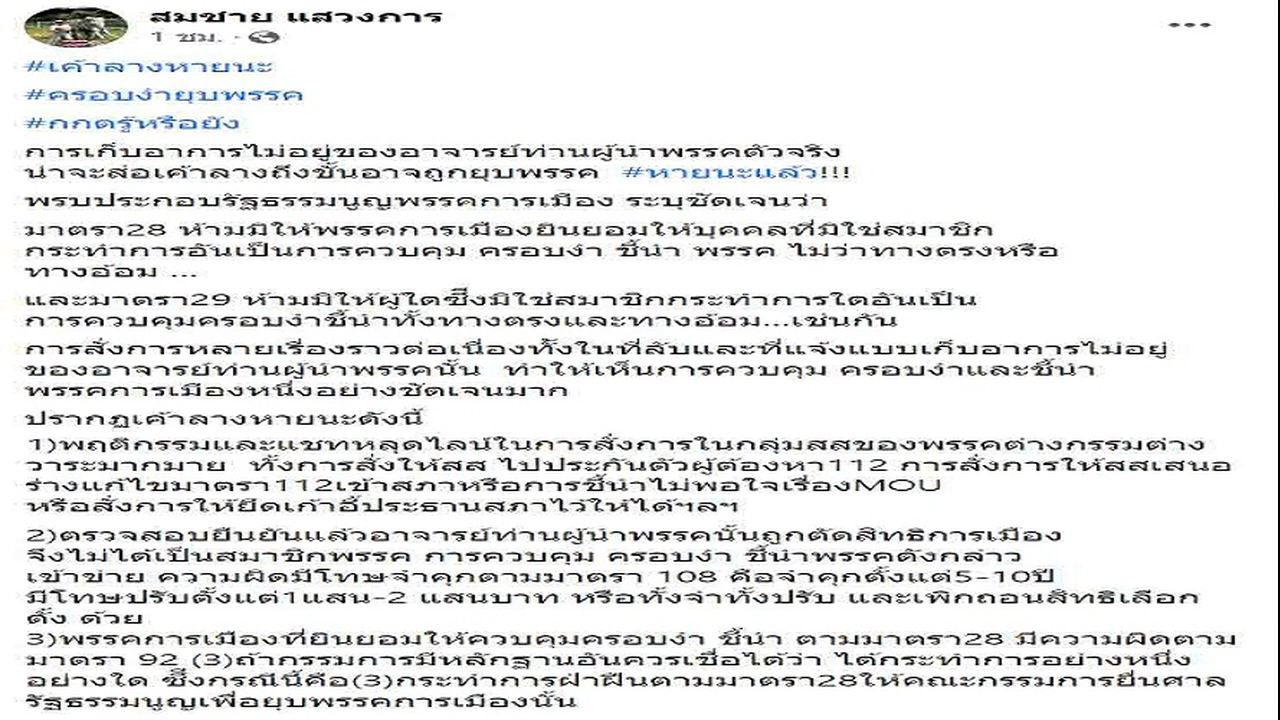 สมชาย แสวงการ
1 ชม. ·
#เค้าลางหายนะ
#ครอบงำยุบพรรค
#กกตรู้หรือยัง
การเก็บอาการไม่อยู่ของอาจารย์ท่านผู้นำพรรคตัวจริง
น่าจะส่อเค้าลางถึงขั้นอาจถูกยุบพรรค #หายนะแล้ว!!!
พรบประกอบรัฐธรรมนูญพรรคการเมือง ระบุชัดเจนว่า
มาตรา28 ห้ามมิให้พรรคการเมืองยินยอมให้บุคคลที่มิใช่สมาชิก
กระทำการอันเป็นการควบคุม ครอบงำ ชี้นำ พรรค ไม่ว่าทางตรงหรือ
ทางอ้อม ...
และมาตรา29 ห้ามมิให้ผู้ใดซึ่งมิใช่สมาชิกกระทำการใดอันเป็น
การควบคุมครอบงำชี้นำทั้งทางตรงและทางอ้อม...เช่นกัน
การสั่งการหลายเรื่องราวต่อเนื่องทั้งในที่ลับและที่แจ้งแบบเก็บอาการไม่อยู่
ของอาจารย์ท่านผู้นำพรรคนั้น ทำให้เห็นการควบคุม ครอบงำและชี้นำ
พรรคการเมืองหนึ่งอย่างชัดเจนมาก
ปรากฏเค้าลางหายนะดังนี้
1)พฤติกรรมและแชทหลุดไลน์ในการสั่งการในกลุ่มสสของพรรคต่างกรรมต่าง
วาระมากมาย ทั้งการสั่งให้สส ไปประกันตัวผู้ต้องหา112 การสั่งการให้สสเสนอ
ร่างแก้ไขมาตรา112เข้าสภาหรือการชี้นำไม่พอใจเรื่องMOU
หรือสั่งการให้ยึดเก้าอี้ประธานสภาไว้ให้ได้ฯลฯ
2)ตรวจสอบยืนยันแล้วอาจารย์ท่านผู้นำพรรคนั้นถูกตัดสิทธิการเมือง
จึงไม่ได้เป็นสมาชิกพรรค การควบคุม ครอบงำ ชี้นำพรรคดังกล่าว
เข้าข่าย ความผิดมีโทษจำคุกตามมาตรา 108 คือจำคุกตั้งแต่5-10ปี
มีโทษปรับตั้งแต่1แสน-2 แสนบาท หรือทั้งจำทั้งปรับ และเพิกถอนสิทธิเลือก
ตั้ง ด้วย
3)พรรคการเมืองที่ยินยอมให้ควบคุมครอบงำ ชี้นำ ตามมาตรา28 มีความผิดตาม
มาตรา 92 (3)ถ้ากรรมการมีหลักฐานอันควรเชื่อได้ว่า ได้กระทำการอย่างหนึ่ง
อย่างใด ซึ่งกรณีนี้คือ(3)กระทำการฝ่าฝืนตามมาตรา28ให้คณะกรรมการยื่นศาล
รัฐธรรมนูญเพื่อยุบพรรคการเมืองนั้น